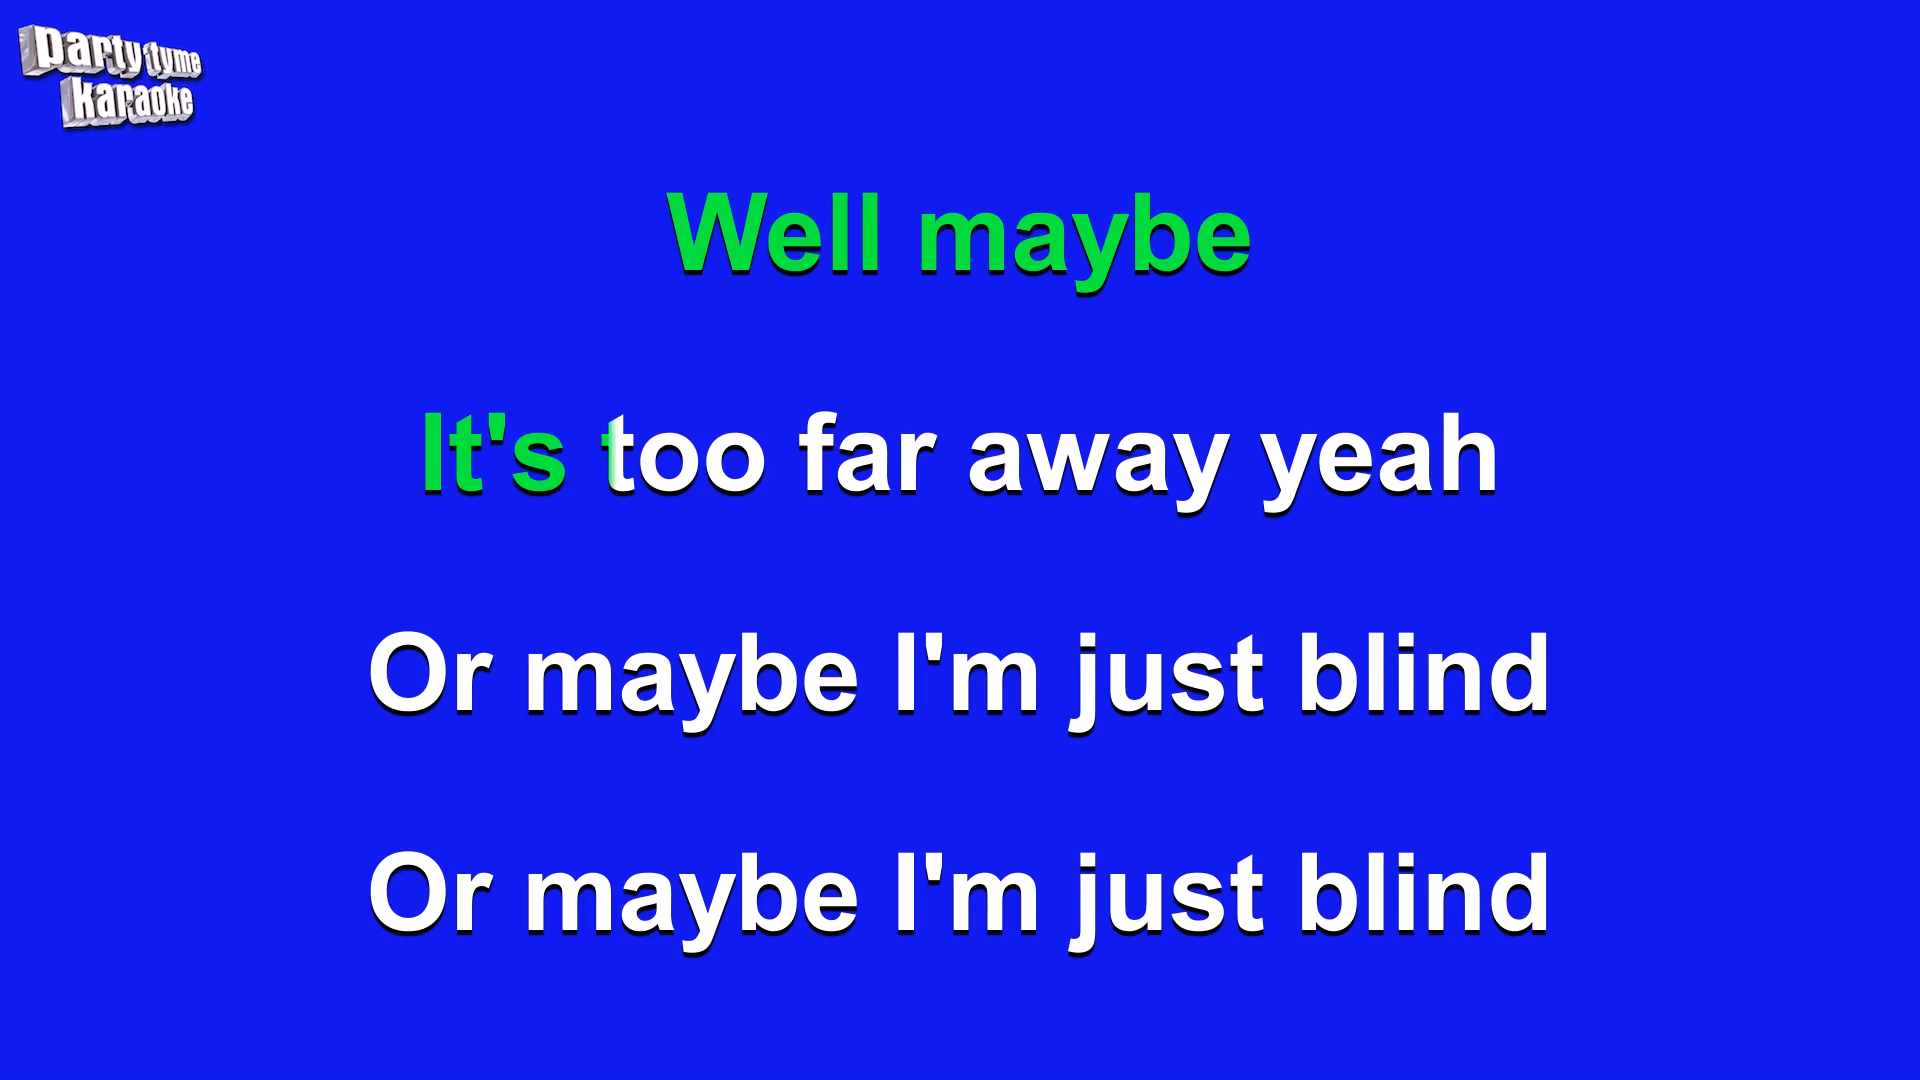 party tyme
karaoke
Well maybe
It's too far away yeah
Or maybe I'm just blind
Or maybe I'm just blind